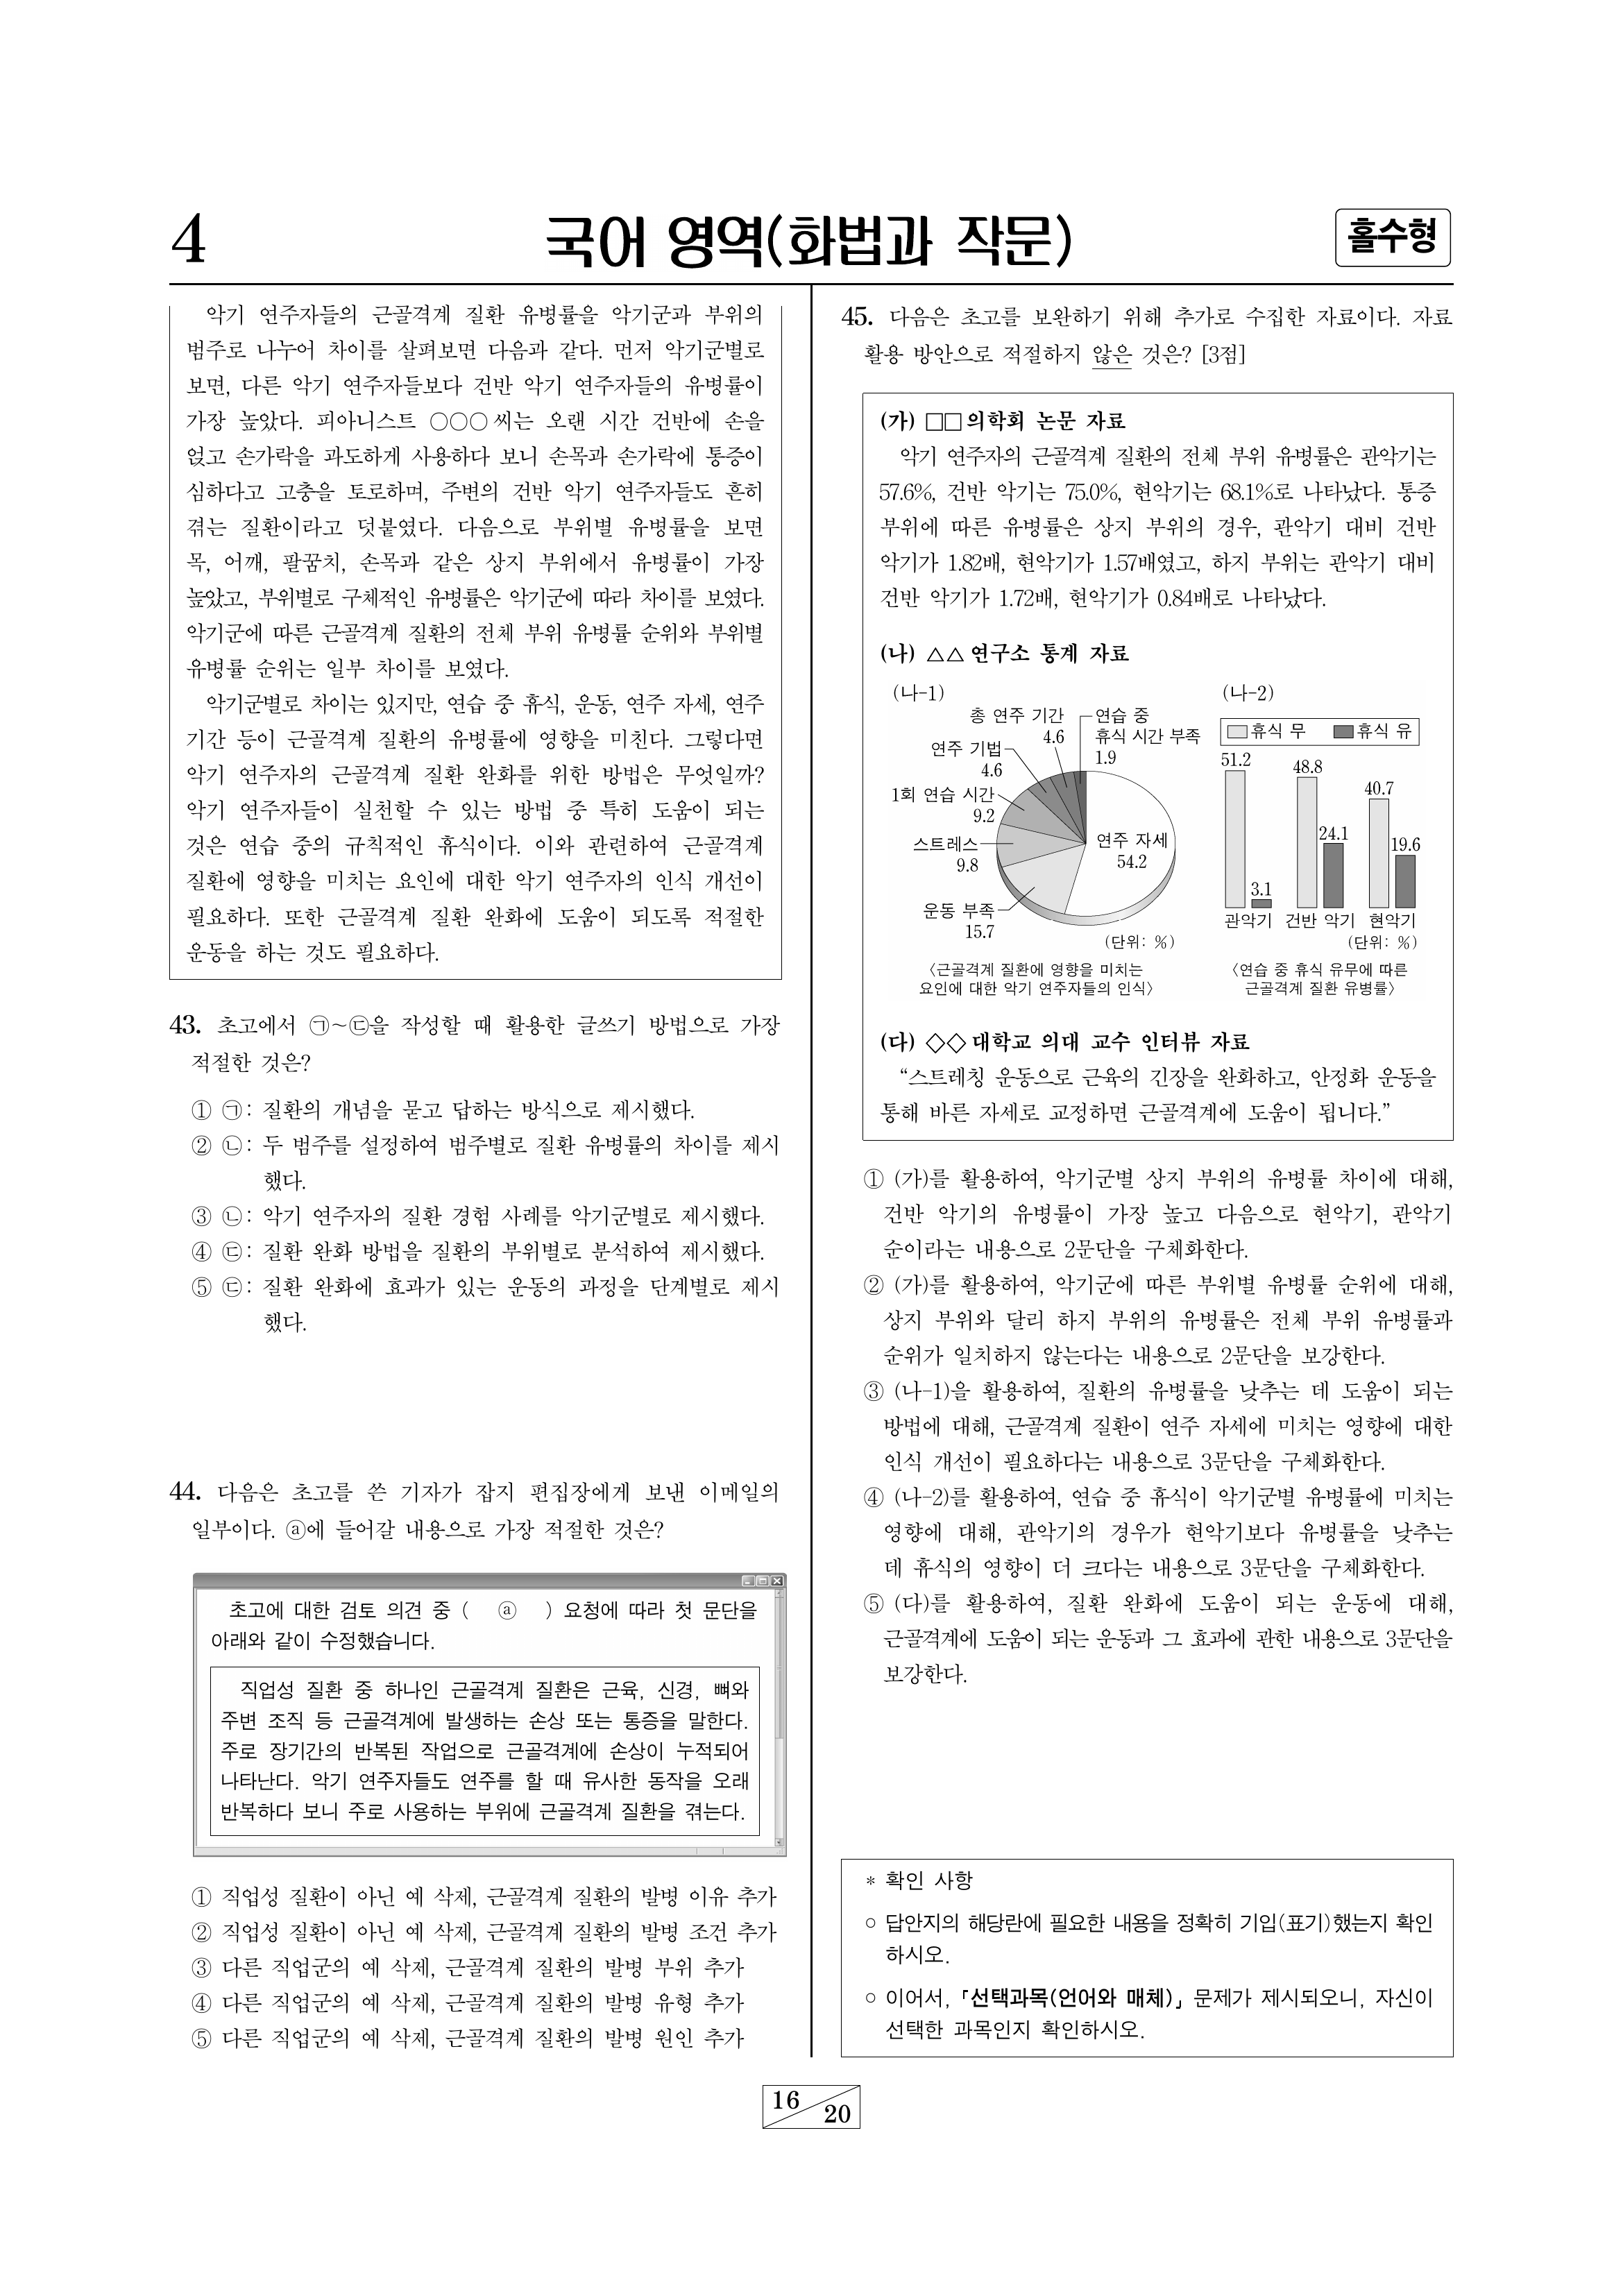 4
국어 영역(화법과 작문)
홀수형
악기 연주자들의 근골격계 질환 유병률을 악기군과 부위의
범주로 나누어 차이를 살펴보면 다음과 같다. 먼저 악기군별로
보면, 다른 악기 연주자들보다 건반 악기 연주자들의 유병률이
가장 높았다. 피아니스트 ○○○ 씨는 오랜 시간 건반에 손을
얹고 손가락을 과도하게 사용하다 보니 손목과 손가락에 통증이
심하다고 고충을 토로하며, 주변의 건반 악기 연주자들도 흔히
겪는 질환이라고 덧붙였다. 다음으로 부위별 유병률을 보면
목, 어깨, 팔꿈치, 손목과 같은 상지 부위에서 유병률이 가장
높았고, 부위별로 구체적인 유병률은 악기군에 따라 차이를 보였다.
악기군에 따른 근골격계 질환의 전체 부위 유병률 순위와 부위별
유병률 순위는 일부 차이를 보였다.
악기군별로 차이는 있지만, 연습 중 휴식, 운동, 연주 자세, 연주
기간 등이 근골격계 질환의 유병률에 영향을 미친다. 그렇다면
악기 연주자의 근골격계 질환 완화를 위한 방법은 무엇일까?
악기 연주자들이 실천할 수 있는 방법 중 특히 도움이 되는
것은 연습 중의 규칙적인 휴식이다. 이와 관련하여 근골격계
질환에 영향을 미치는 요인에 대한 악기 연주자의 인식 개선이
필요하다. 또한 근골격계 질환 완화에 도움이 되도록 적절한
운동을 하는 것도 필요하다.
43. 초고에서 ㉠~㉢을 작성할 때 활용한 글쓰기 방법으로 가장
적절한 것은?
① ㉠: 질환의 개념을 묻고 답하는 방식으로 제시했다.
② ㉡: 두 범주를 설정하여 범주별로 질환 유병률의 차이를 제시
했다.
③ ㉡: 악기 연주자의 질환 경험 사례를 악기군별로 제시했다.
④ ㉢: 질환 완화 방법을 질환의 부위별로 분석하여 제시했다.
⑤ ㉢: 질환 완화에 효과가 있는 운동의 과정을 단계별로 제시
했다.
44. 다음은 초고를 쓴 기자가 잡지 편집장에게 보낸 이메일의
일부이다. ⓐ에 들어갈 내용으로 가장 적절한 것은?
초고에 대한 검토 의견 중 ( ⓐ ) 요청에 따라 첫 문단을
아래와 같이 수정했습니다.
직업성 질환 중 하나인 근골격계 질환은 근육, 신경, 뼈와
주변 조직 등 근골격계에 발생하는 손상 또는 통증을 말한다.
주로 장기간의 반복된 작업으로 근골격계에 손상이 누적되어
나타난다. 악기 연주자들도 연주를 할 때 유사한 동작을 오래
반복하다 보니 주로 사용하는 부위에 근골격계 질환을 겪는다.
① 직업성 질환이 아닌 예 삭제, 근골격계 질환의 발병 이유 추가
② 직업성 질환이 아닌 예 삭제, 근골격계 질환의 발병 조건 추가
③ 다른 직업군의 예 삭제, 근골격계 질환의 발병 부위 추가
④ 다른 직업군의 예 삭제, 근골격계 질환의 발병 유형 추가
⑤ 다른 직업군의 예 삭제, 근골격계 질환의 발병 원인 추가
45. 다음은 초고를 보완하기 위해 추가로 수집한 자료이다. 자료
활용 방안으로 적절하지 않은 것은? [3점]
(가) □□의학회 논문 자료
악기 연주자의 근골격계 질환의 전체 부위 유병률은 관악기는
57.6%, 건반 악기는 75.0%, 현악기는 68.1%로 나타났다. 통증
부위에 따른 유병률은 상지 부위의 경우, 관악기 대비 건반
악기가 1.82배, 현악기가 1.57배였고, 하지 부위는 관악기 대비
건반 악기가 1.72배, 현악기가 0.84배로 나타났다.
(나) △△연구소 통계 자료
(나-1)
총 연주 기간
4.6
연습 중
휴식 시간 부족
1.9
연주 기법
4.6
1회 연습 시간
9.2
스트레스
9.8
운동 부족
15.7
연주 자세
54.2
(단위: %)
〈근골격계 질환에 영향을 미치는
요인에 대한 악기 연주자들의 인식〉
(나-2)
휴식 무 휴식 유
51.2
3.1
48.8
24.1
40.7
19.6
관악기 건반 악기 현악기
(단위: %)
〈연습 중 휴식 유무에 따른
근골격계 질환 유병률〉
(다) ◇◇대학교 의대 교수 인터뷰 자료
“스트레칭 운동으로 근육의 긴장을 완화하고, 안정화 운동을
통해 바른 자세로 교정하면 근골격계에 도움이 됩니다.”
① (가)를 활용하여, 악기군별 상지 부위의 유병률 차이에 대해,
건반 악기의 유병률이 가장 높고 다음으로 현악기, 관악기
순이라는 내용으로 2문단을 구체화한다.
② (가)를 활용하여, 악기군에 따른 부위별 유병률 순위에 대해,
상지 부위와 달리 하지 부위의 유병률은 전체 부위 유병률과
순위가 일치하지 않는다는 내용으로 2문단을 보강한다.
③ (나-1)을 활용하여, 질환의 유병률을 낮추는 데 도움이 되는
방법에 대해, 근골격계 질환이 연주 자세에 미치는 영향에 대한
인식 개선이 필요하다는 내용으로 3문단을 구체화한다.
④ (나-2)를 활용하여, 연습 중 휴식이 악기군별 유병률에 미치는
영향에 대해, 관악기의 경우가 현악기보다 유병률을 낮추는
데 휴식의 영향이 더 크다는 내용으로 3문단을 구체화한다.
⑤ (다)를 활용하여, 질환 완화에 도움이 되는 운동에 대해,
근골격계에 도움이 되는 운동과 그 효과에 관한 내용으로 3문단을
보강한다.
* 확인 사항
○ 답안지의 해당란에 필요한 내용을 정확히 기입(표기)했는지 확인
하시오.
○ 이어서, 「선택과목(언어와 매체)」 문제가 제시되오니, 자신이
선택한 과목인지 확인하시오.
16
20